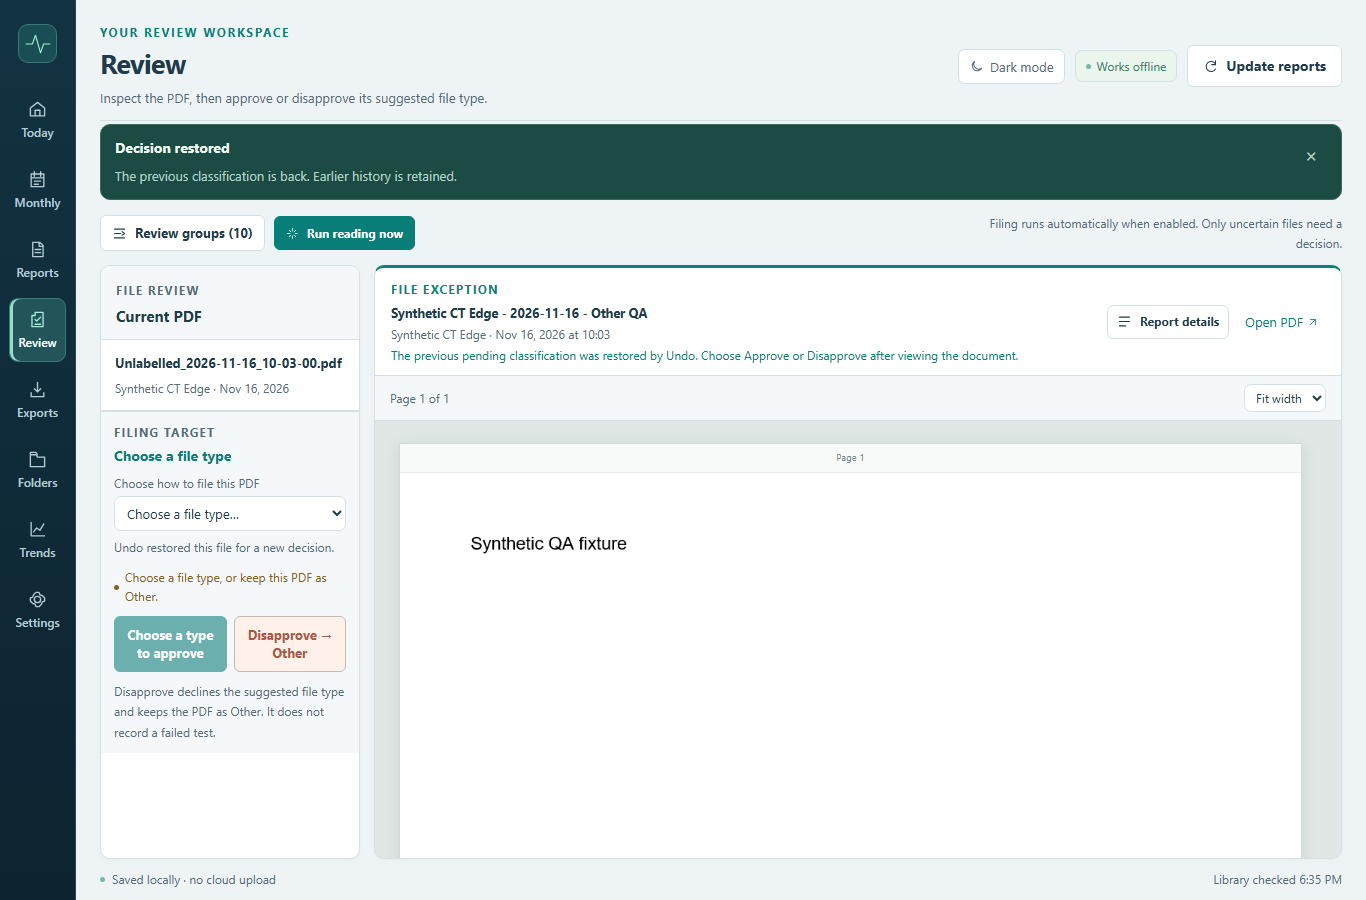 Today
Monthly
Reports
Review
Exports
Folders
Trends
Settings
YOUR REVIEW WORKSPACE
Review
Inspect the PDF, then approve or disapprove its suggested file type.
Dark mode
Works offline
Update reports
Decision restored
The previous classification is back. Earlier history is retained.
×
Review groups (10)
Run reading now
Filing runs automatically when enabled. Only uncertain files need a
decision.
FILE REVIEW
Current PDF
Unlabelled_2026-11-16_10-03-00.pdf
Synthetic CT Edge · Nov 16, 2026
FILING TARGET
Choose a file type
Choose how to file this PDF
Choose a file type...
Undo restored this file for a new decision.
Choose a file type, or keep this PDF as
Other.
Choose a type
to approve
Disapprove →
Other
Disapprove declines the suggested file type
and keeps the PDF as Other. It does not
record a failed test.
FILE EXCEPTION
Synthetic CT Edge - 2026-11-16 - Other QA
Synthetic CT Edge · Nov 16, 2026 at 10:03
The previous pending classification was restored by Undo. Choose Approve or Disapprove after viewing the document.
Report details
Open PDF ↗
Page 1 of 1
Fit width
Page 1
Synthetic QA fixture
Saved locally · no cloud upload
Library checked 6:35 PM